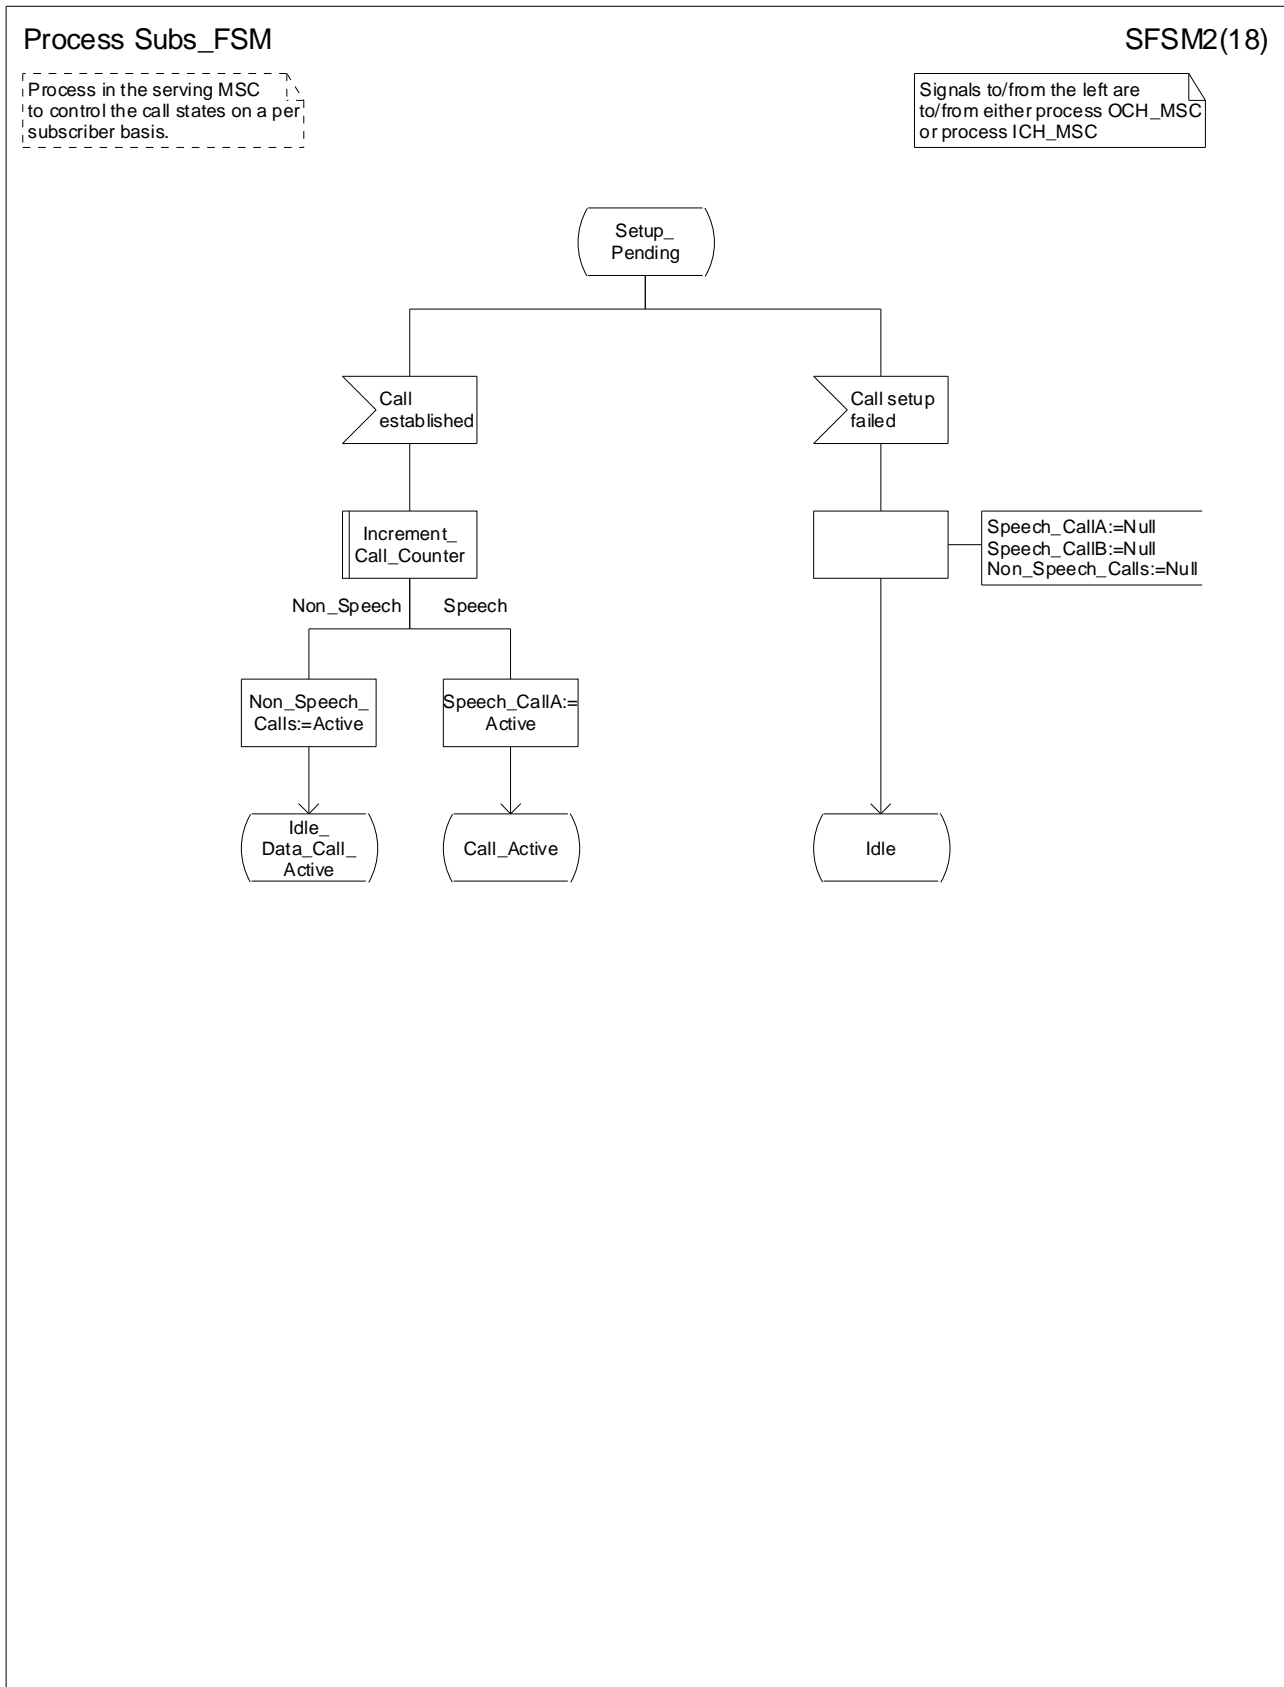 Process Subs_FSM
SFSM2(18)
Process in the serving MSC
to control the call states on a per
subscriber basis.
Signals to/from the left are
to/from either process OCH_MSC
or process ICH_MSC
Setup_
Pending
Call
established
Call setup
failed
Increment_
Call_Counter
Speech_CallA:=Null
Speech_CallB:=Null
Non_Speech_Calls:=Null
Non_Speech
Speech
Non_Speech_
Calls:=Active
Speech_CallA:=
Active
Idle_
Data_Call_
Active
Call_Active
Idle